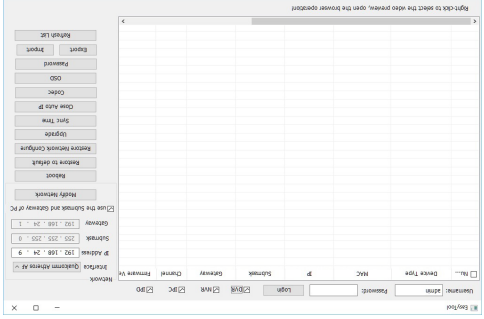 EasyTool
Username: admin Password: Login DVR NVR IPC IPD
Nu... Device Type MAC IP Submask Gateway Channel Firmware Ve
Network
Interface Qualcomm Atheros AR
IP Address 192 . 168 . 24 . 9
Submask 255 . 255 . 255 . 0
Gateway 192 . 168 . 24 . 1
use the Submask and Gateway of PC
Modify Network
Reboot
Restore to default
Restore Network Configure
Upgrade
Sync Time
Close Auto IP
Codec
OSD
Password
Export Import
Refresh List
Right-click to select the video preview, open the browser operation!